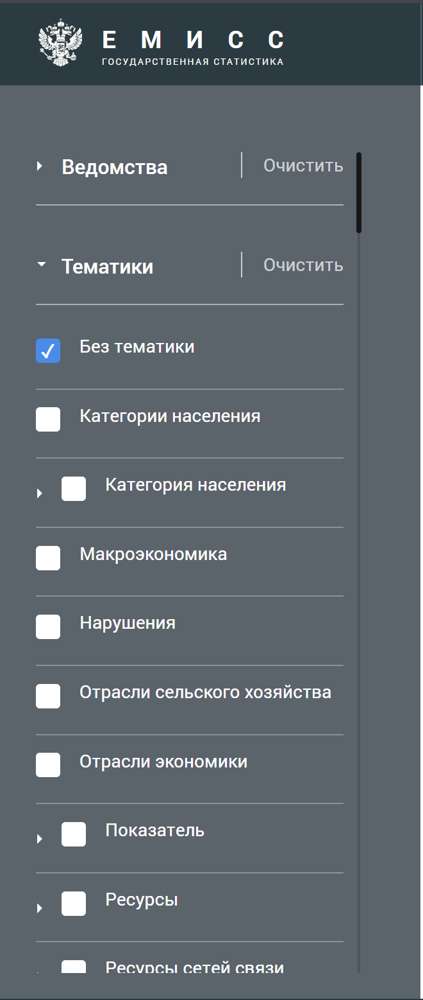 ЕМИСС
ГОСУДАРСТВЕННАЯ СТАТИСТИКА
Ведомства
Очистить
Тематики
Очистить
Без тематики
Категории населения
Категория населения
Макроэкономика
Нарушения
Отрасли сельского хозяйства
Отрасли экономики
Показатель
Ресурсы
Ресурсы сетей связи